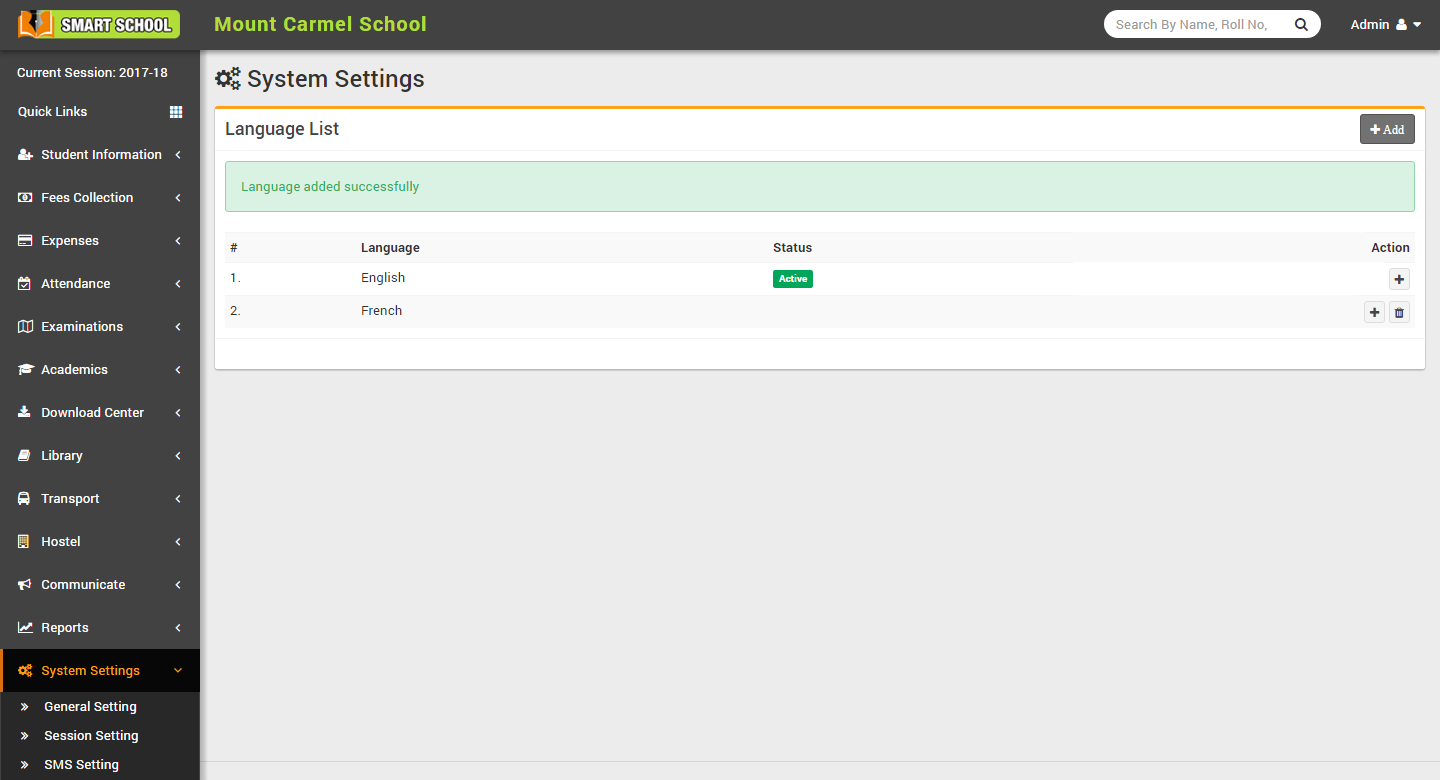 SMART SCHOOL
Mount Carmel School
Search By Name, Roll No,
Admin
Current Session: 2017-18
Quick Links
Student Information
Fees Collection
Expenses
Attendance
Examinations
Academics
Download Center
Library
Transport
Hostel
Communicate
Reports
System Settings
General Setting
Session Setting
SMS Setting
System Settings
Language List
Add
Language added successfully
# Language Status Action
1. English Active
2. French